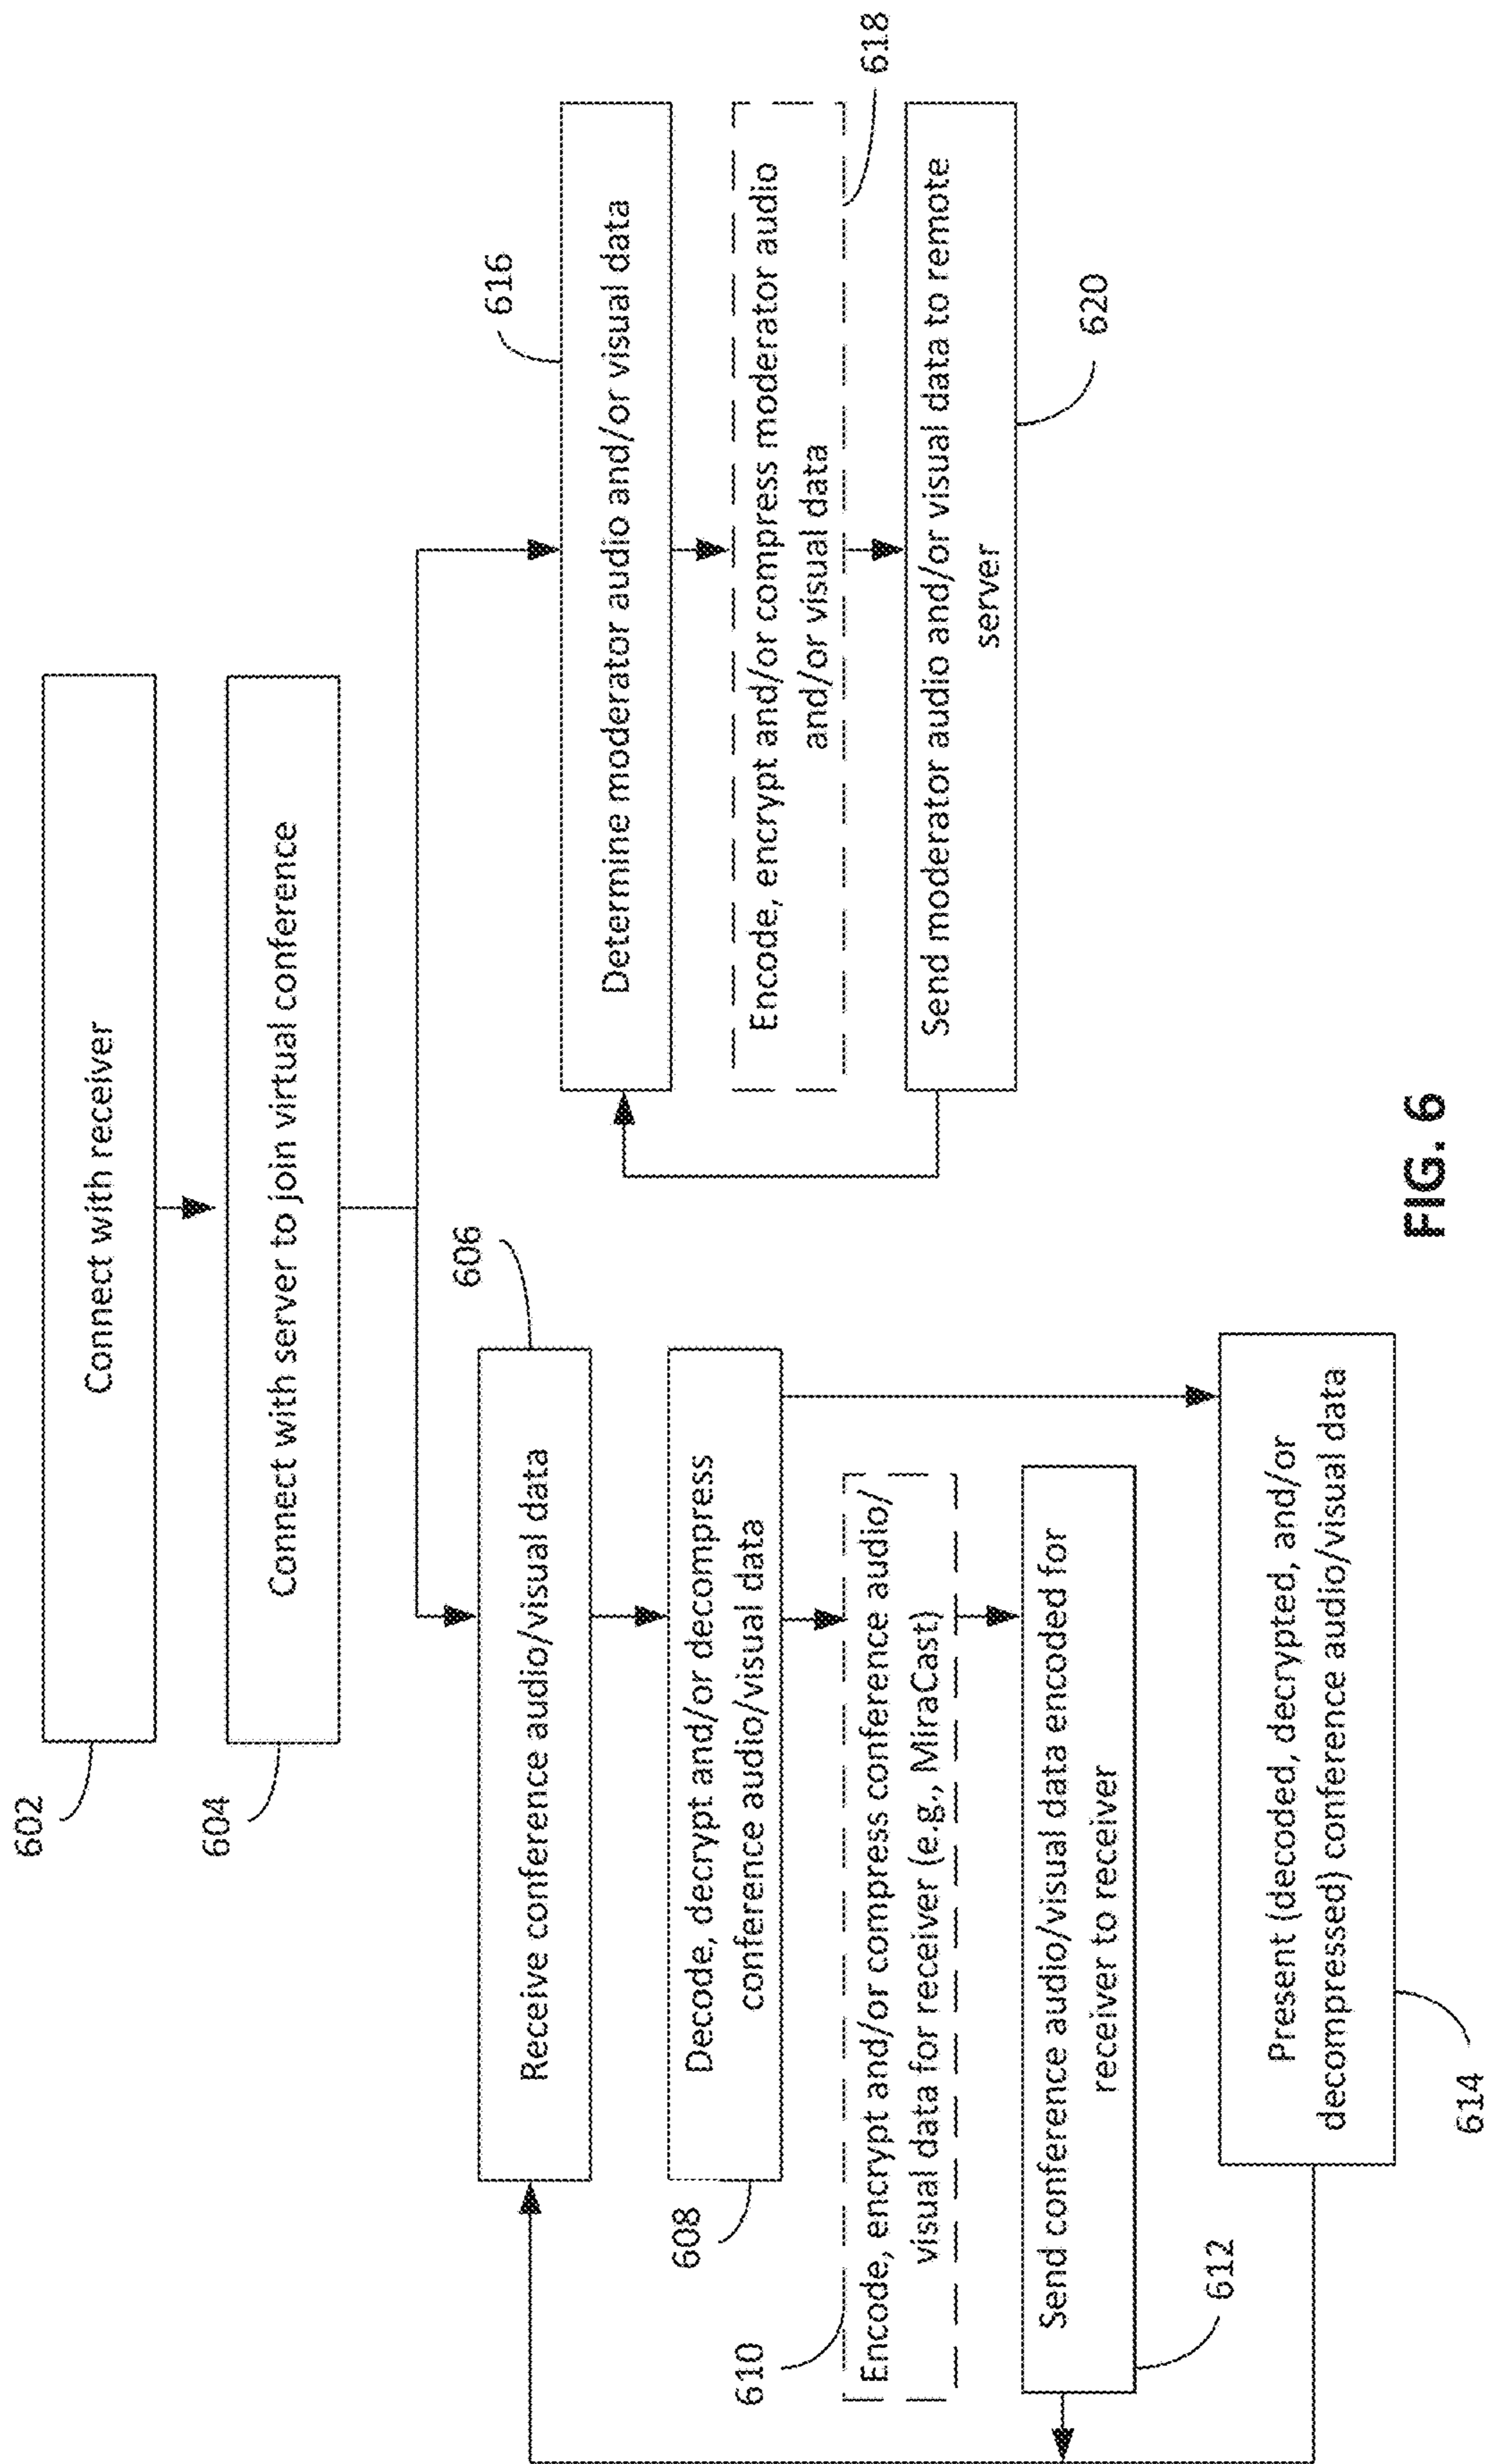 602
Connect with receiver
604
Connect with server to join virtual conference
606
Receive conference audio/visual data
608
Decode, decrypt and/or decompress
conference audio/visual data
610
Encode, encrypt and/or compress conference audio/
visual data for receiver (e.g., MiraCast)
Send conference audio/visual data encoded for
receiver to receiver
612
Present (decoded, decrypted, and/or
decompressed) conference audio/visual data
614
616
Determine moderator audio and/or visual data
Encode, encrypt and/or compress moderator audio
and/or visual data
618
Send moderator audio and/or visual data to remote
server
620
FIG. 6